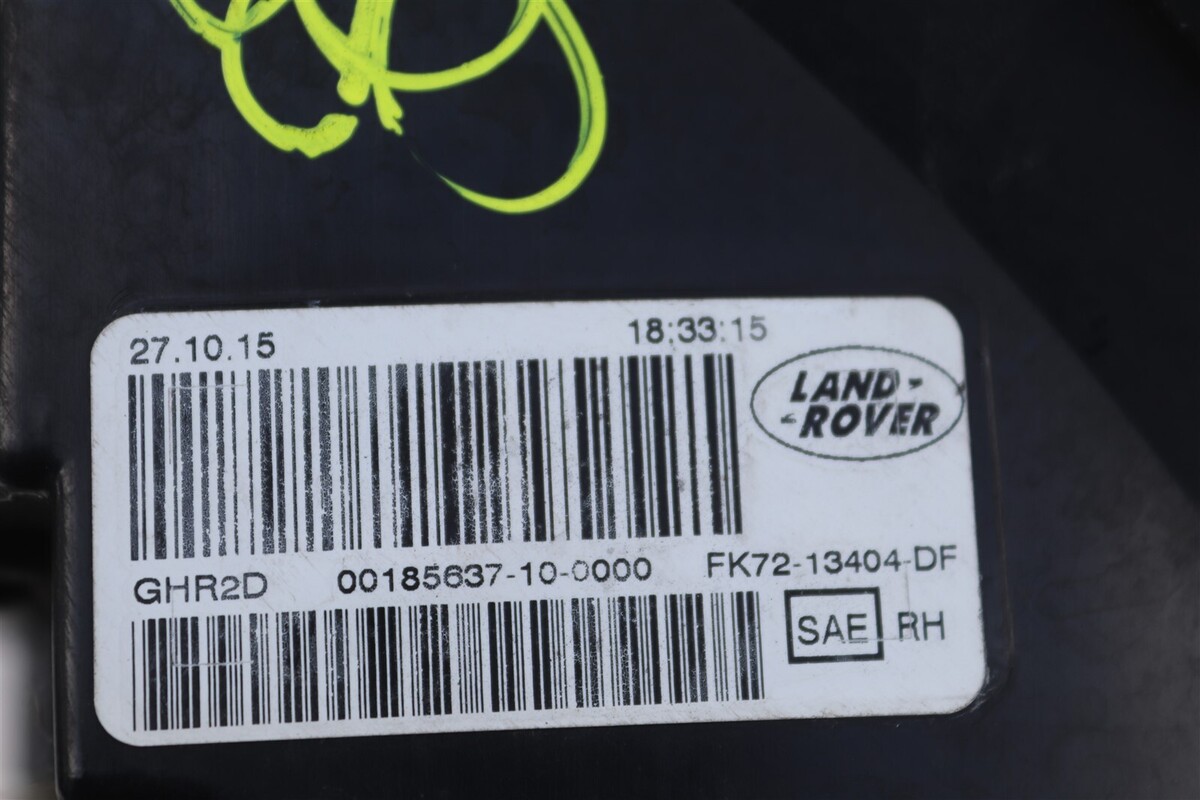 27.10.15 18:33:15
LAND-
-ROVER
GHR2D 00185637-10-0000 FK72-13404-DF
SAE RH